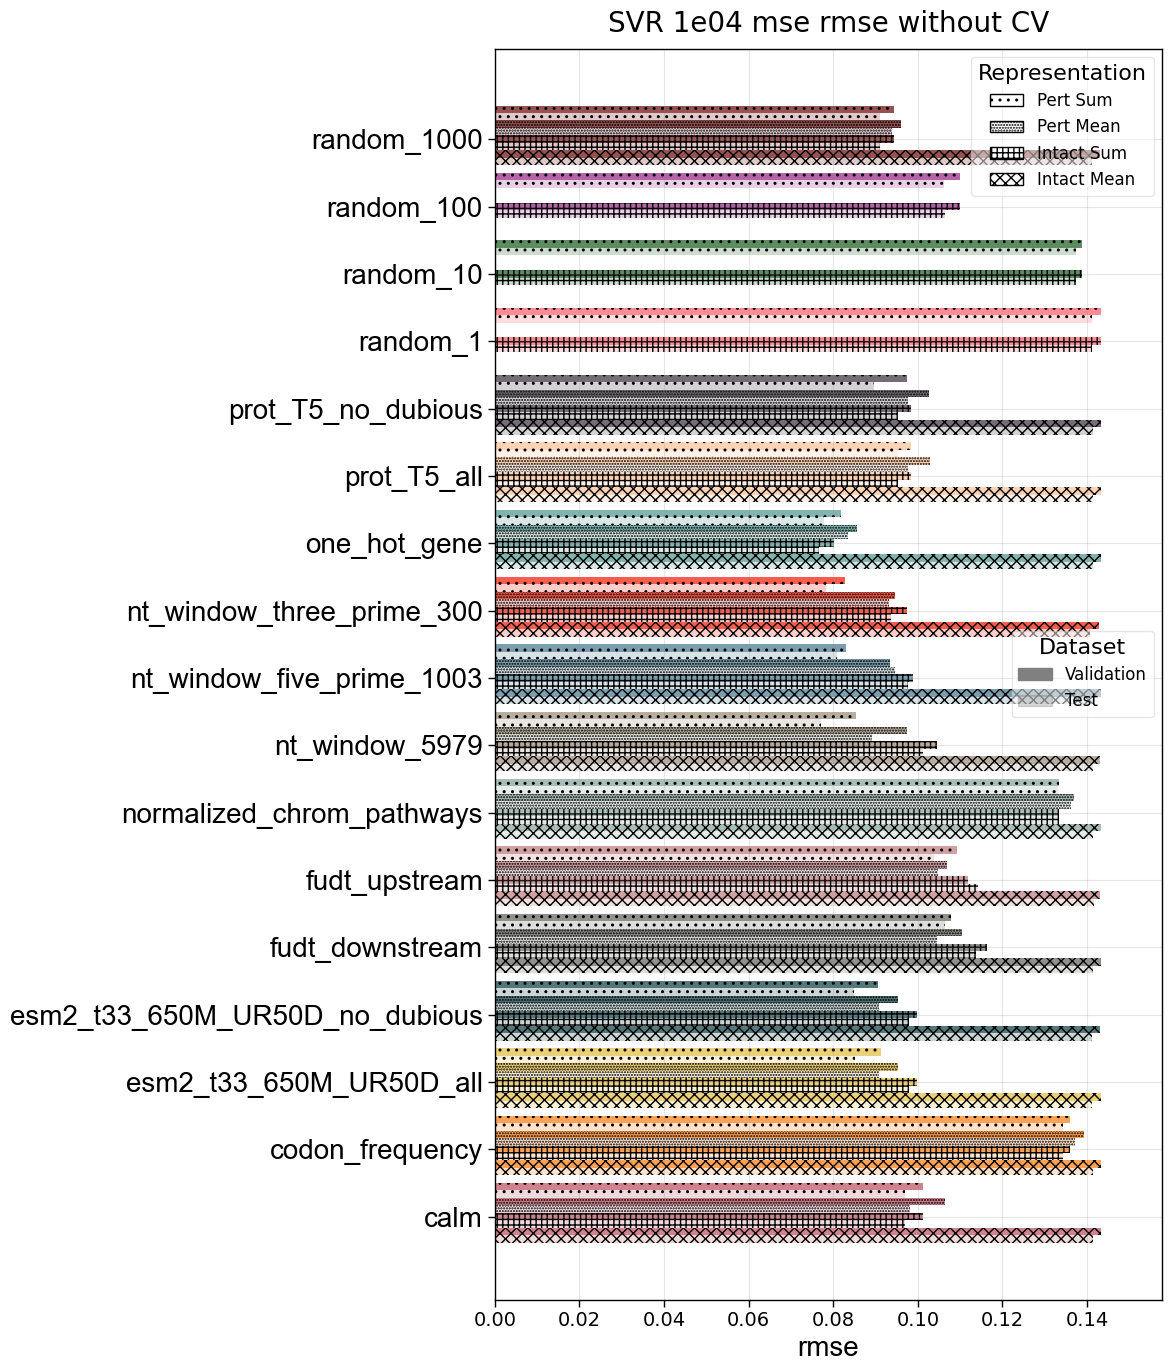 SVR 1e04 mse rmse without CV
Representation
Pert Sum
Pert Mean
Intact Sum
Intact Mean
random_1000
random_100
random_10
random_1
prot_T5_no_dubious
prot_T5_all
one_hot_gene
nt_window_three_prime_300
nt_window_five_prime_1003
Dataset
Validation
Test
nt_window_5979
normalized_chrom_pathways
fudt_upstream
fudt_downstream
esm2_t33_650M_UR50D_no_dubious
esm2_t33_650M_UR50D_all
codon_frequency
calm
0.00 0.02 0.04 0.06 0.08 0.10 0.12 0.14
rmse